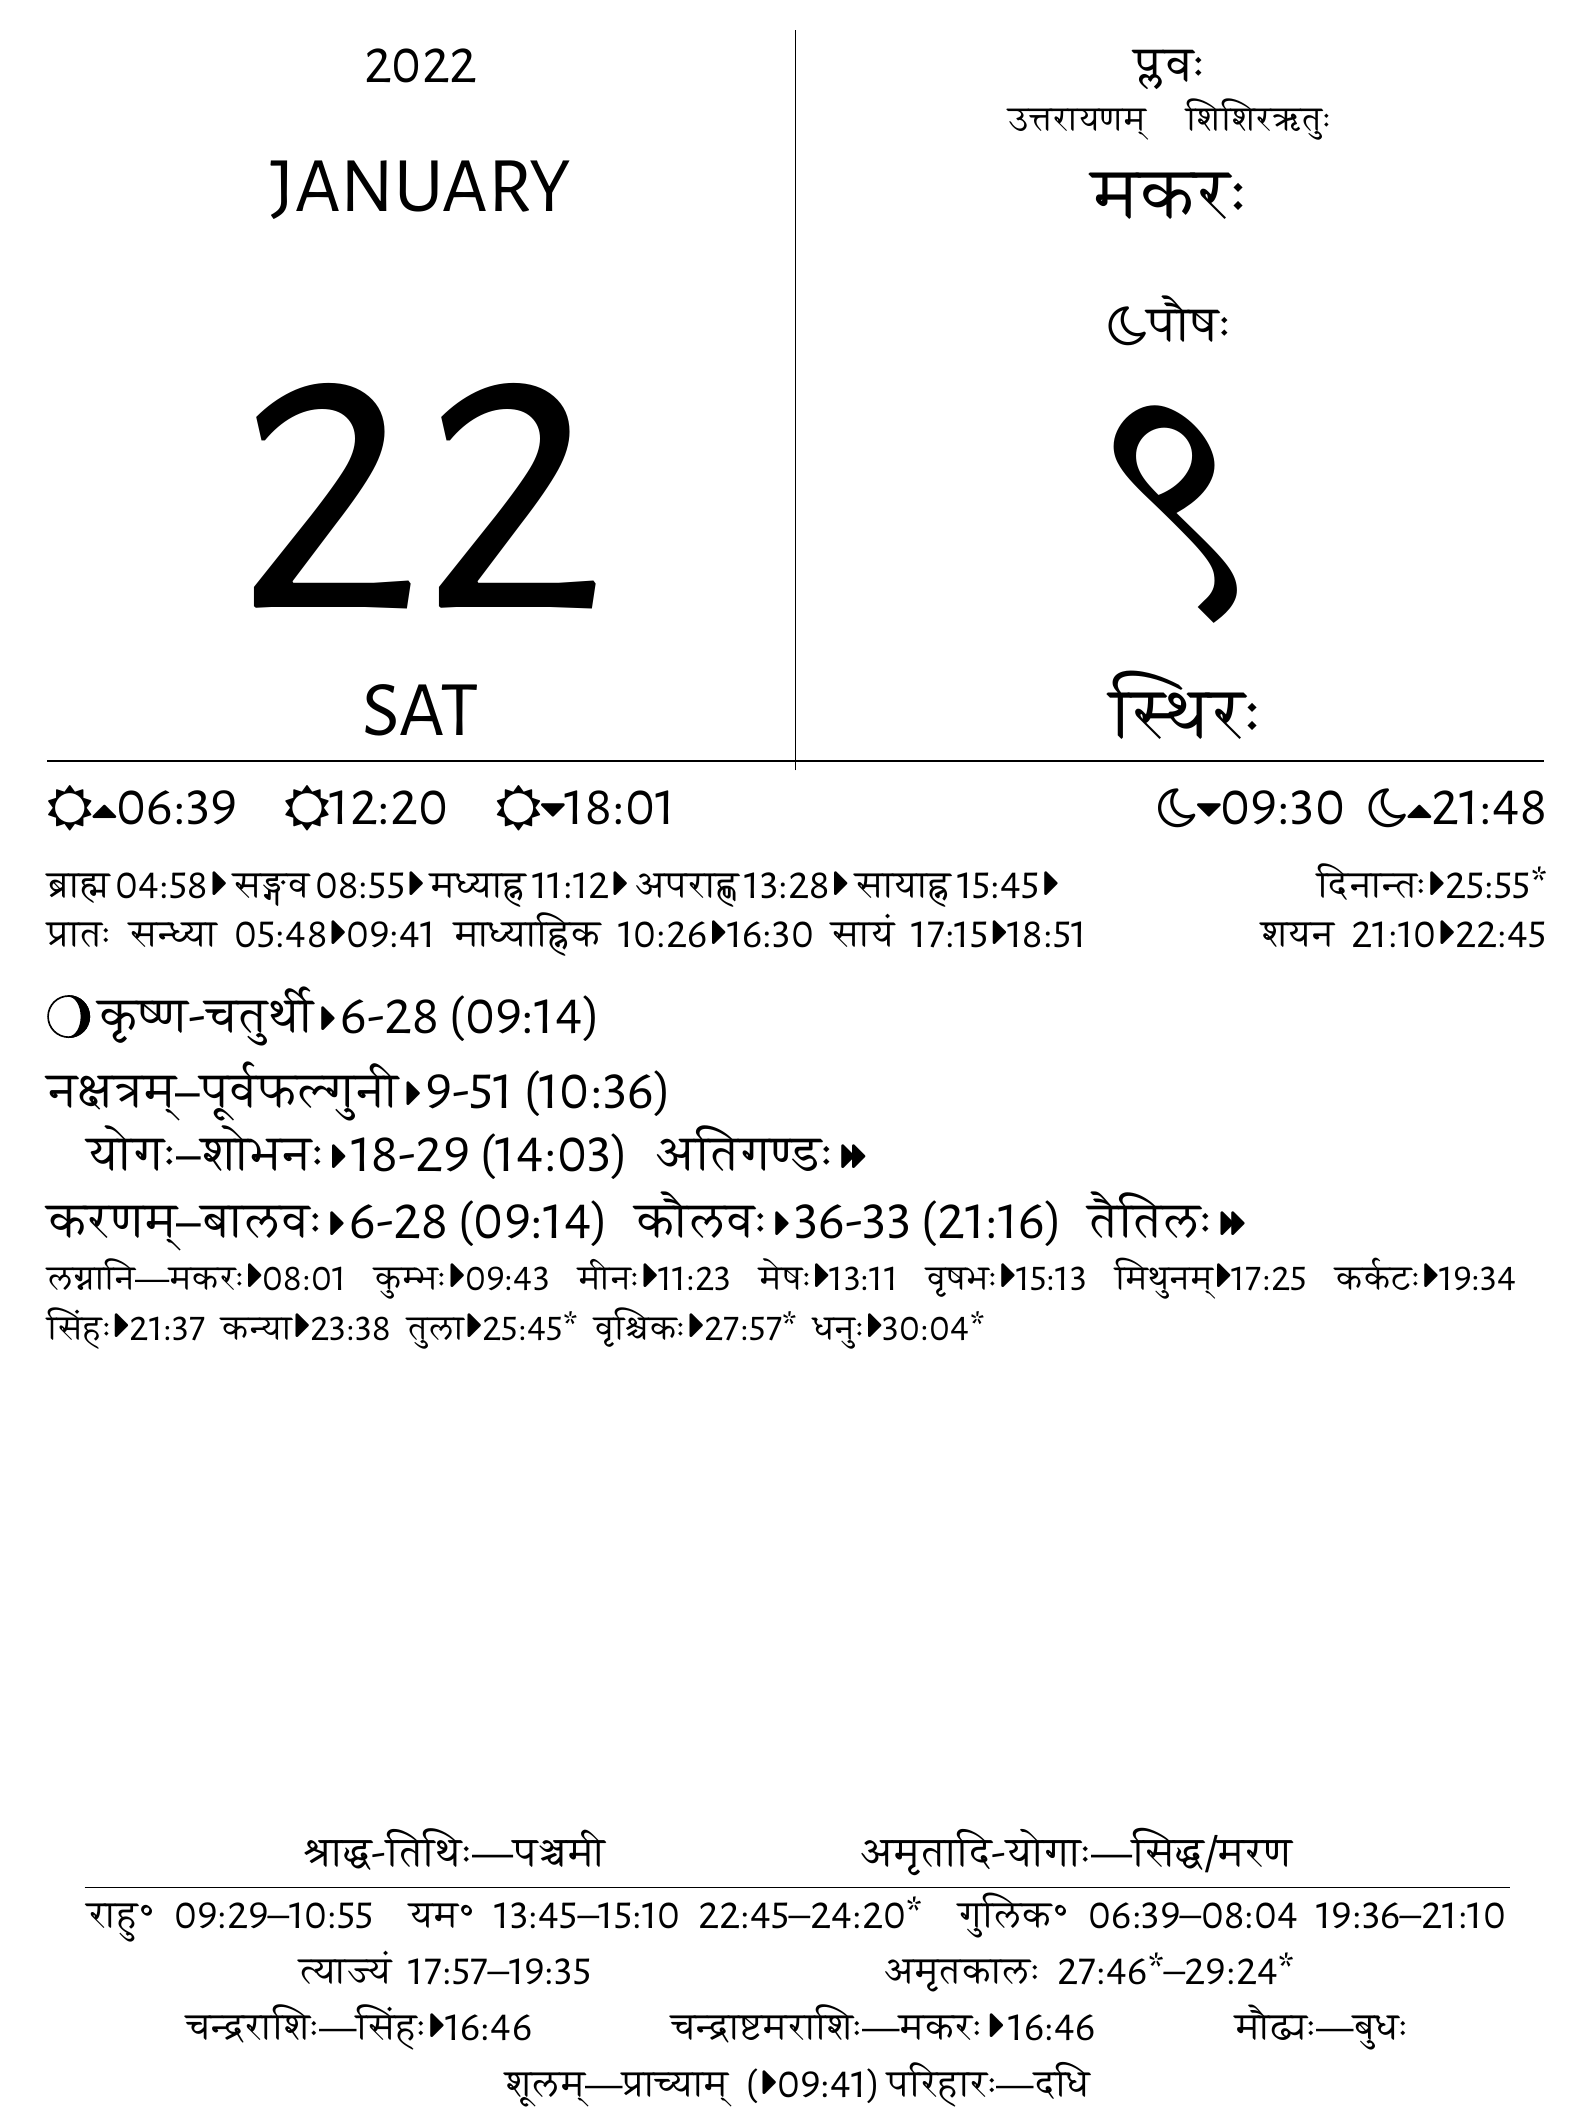 2022
JANUARY
22
SAT
प्लवः
उत्तरायणम् शिशिरऋतुः
मकरः
पौषः
९
स्थिरः
06:39 12:20 18:01 09:30 21:48
ब्राह्म 04:58 सङ्गव 08:55 मध्याह्न 11:12 अपराह्ण 13:28 सायाह्न 15:45 दिनान्तः 25:55*
प्रातः सन्ध्या 05:48 09:41 माध्याह्निक 10:26 16:30 सायं 17:15 18:51 शयन 21:10 22:45
कृष्ण-चतुर्थी 6-28 (09:14)
नक्षत्रम्–पूर्वफल्गुनी 9-51 (10:36)
योगः–शोभनः 18-29 (14:03) अतिगण्डः
करणम्–बालवः 6-28 (09:14) कौलवः 36-33 (21:16) तैतिलः
लग्नानि—मकरः 08:01 कुम्भः 09:43 मीनः 11:23 मेषः 13:11 वृषभः 15:13 मिथुनम् 17:25 कर्कटः 19:34
सिंहः 21:37 कन्या 23:38 तुला 25:45* वृश्चिकः 27:57* धनुः 30:04*
श्राद्ध-तिथिः—पञ्चमी अमृतादि-योगाः—सिद्ध/मरण
राहु॰ 09:29–10:55 यम॰ 13:45–15:10 22:45–24:20* गुलिक॰ 06:39–08:04 19:36–21:10
त्याज्यं 17:57–19:35 अमृतकालः 27:46*–29:24*
चन्द्रराशिः—सिंहः 16:46 चन्द्राष्टमराशिः—मकरः 16:46 मौढ्यः—बुधः
शूलम्—प्राच्याम् (09:41) परिहारः—दधि